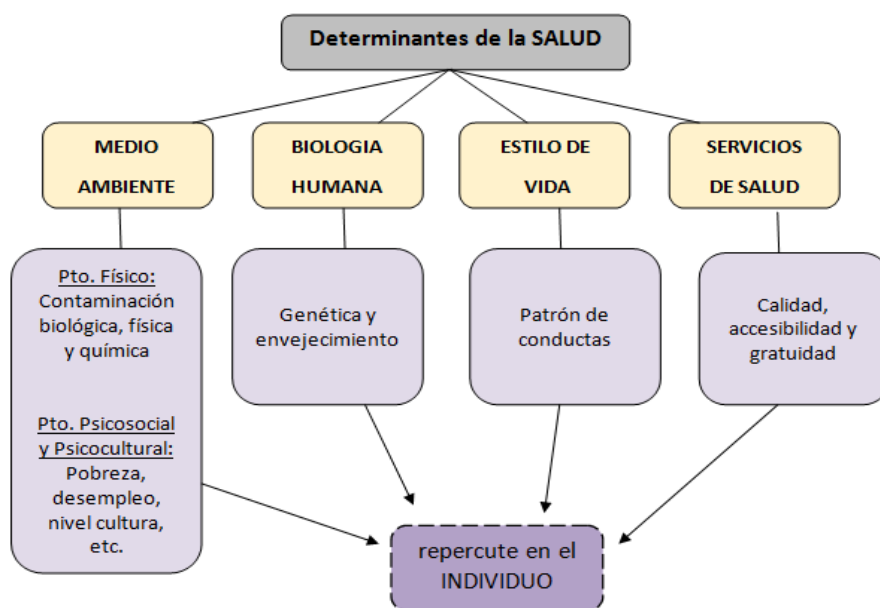 Determinantes de la SALUD
MEDIO
AMBIENTE
BIOLOGIA
HUMANA
ESTILO DE
VIDA
SERVICIOS
DE SALUD
Pto. Físico:
Contaminación
biológica, física
y química
Pto. Psicosocial
y Psicocultural:
Pobreza,
desempleo,
nivel cultura,
etc.
Genética y
envejecimiento
Patrón de
conductas
Calidad,
accesibilidad y
gratuidad
repercute en el
INDIVIDUO